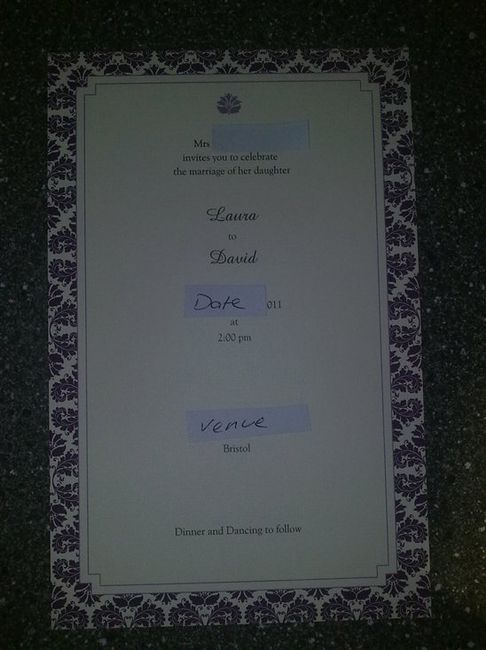 Mrs
invites you to celebrate
the marriage of her daughter
Laura
to
David
Date 011
at
2:00 pm
venue
Bristol
Dinner and Dancing to follow